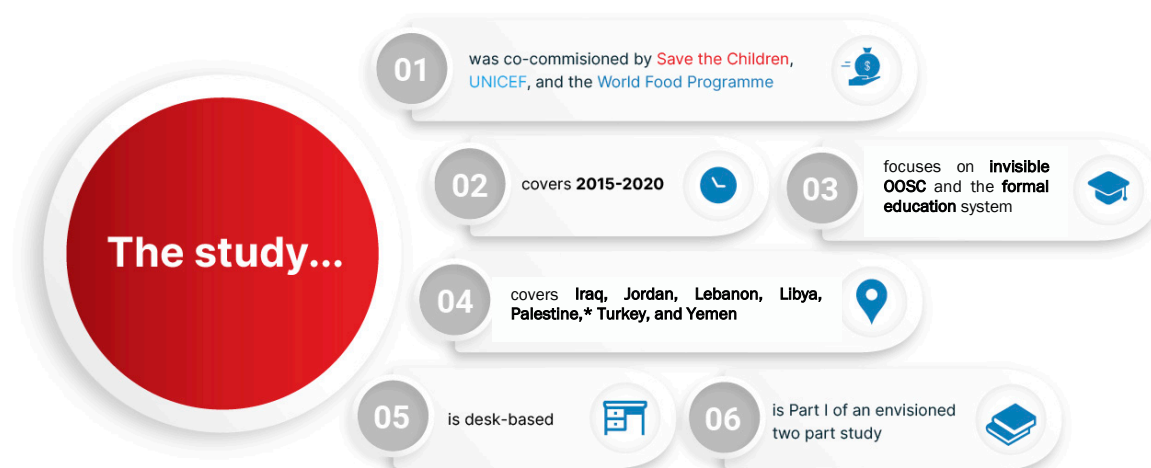 The study...
01
was co-commisioned by Save the Children,
UNICEF, and the World Food Programme
$
02
covers 2015-2020
03
focuses on invisible
OOSC and the formal
education system
04
covers Iraq, Jordan, Lebanon, Libya,
Palestine,* Turkey, and Yemen
05
is desk-based
06
is Part I of an envisioned
two part study